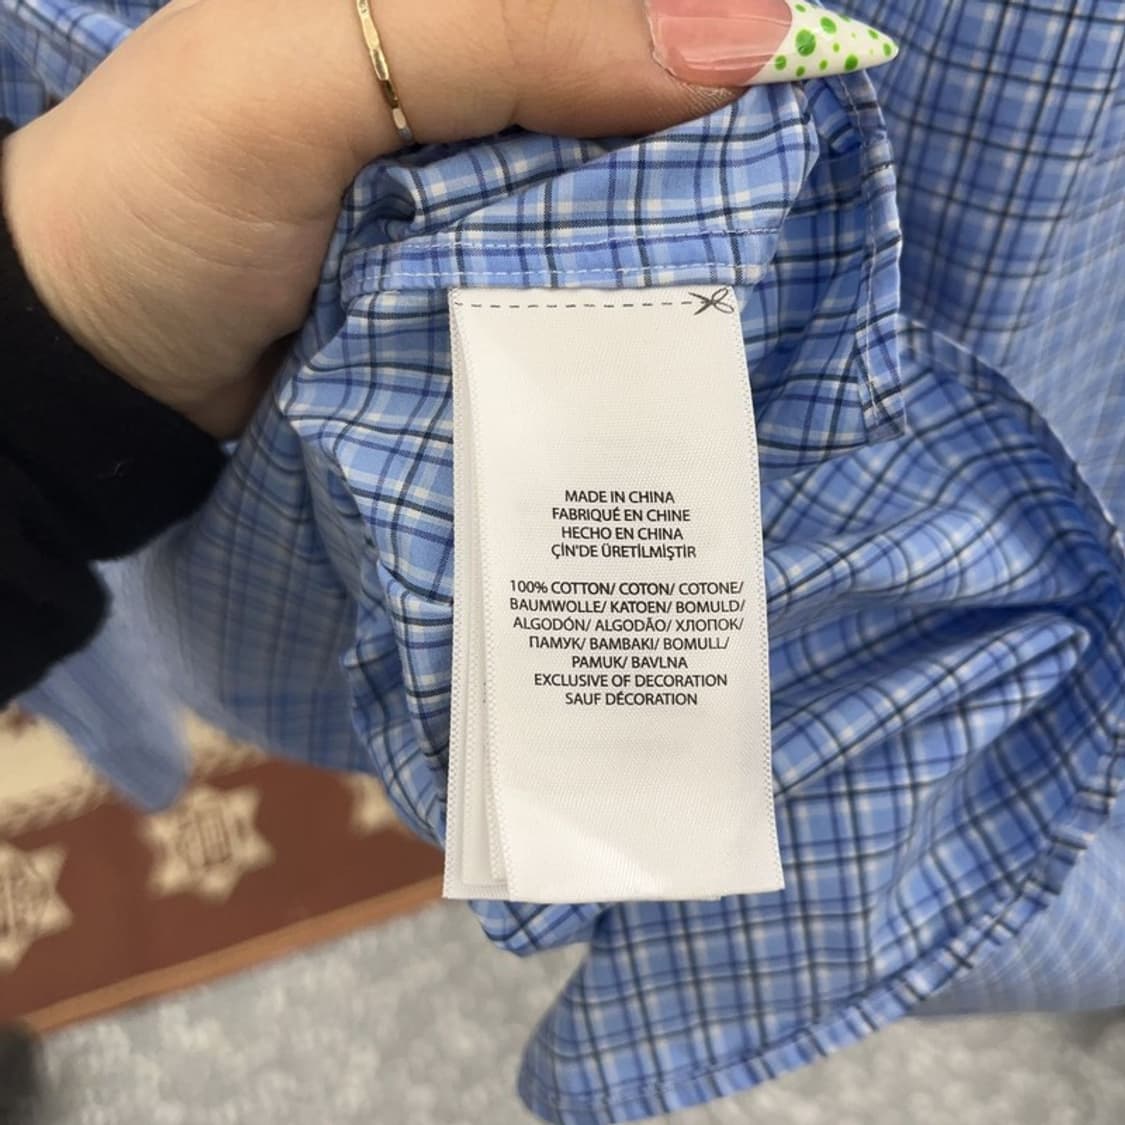 MADE IN CHINA
FABRIQUÉ EN CHINE
HECHO EN CHINA
ÇİN'DE ÜRETİLMİŞTİR
100% COTTON/ COTON/ COTONE/
BAUMWOLLE/ KATOEN/ BOMULD/
ALGODÓN/ ALGODÃO/ ХЛОПОК/
ПАМУК/ BAMBAKI/ BOMULL/
PAMUK/ BAVLNA
EXCLUSIVE OF DECORATION
SAUF DÉCORATION